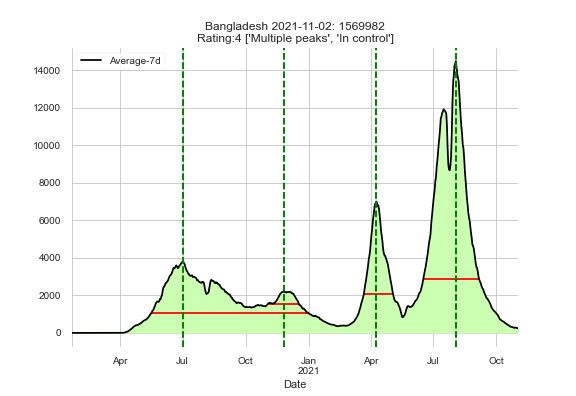 Bangladesh 2021-11-02: 1569982
Rating:4 ['Multiple peaks', 'In control']
Average-7d
14000
12000
10000
8000
6000
4000
2000
0
Apr
Jul
Oct
Jan
2021
Apr
Jul
Oct
Date